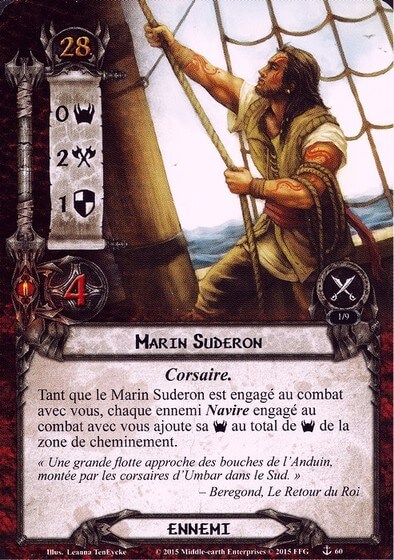 28
0
2
1
4
1/9
Marin Suderon
Corsaire.
Tant que le Marin Suderon est engagé au combat
avec vous, chaque ennemi Navire engagé au
combat avec vous ajoute sa au total de de la
zone de cheminement.
« Une grande flotte approche des bouches de l'Anduin,
montée par les corsaires d'Umbar dans le Sud. »
– Beregond, Le Retour du Roi
ENNEMI
Illus. Leanna TenEycke © 2015 Middle-earth Enterprises © 2015 FFG 60